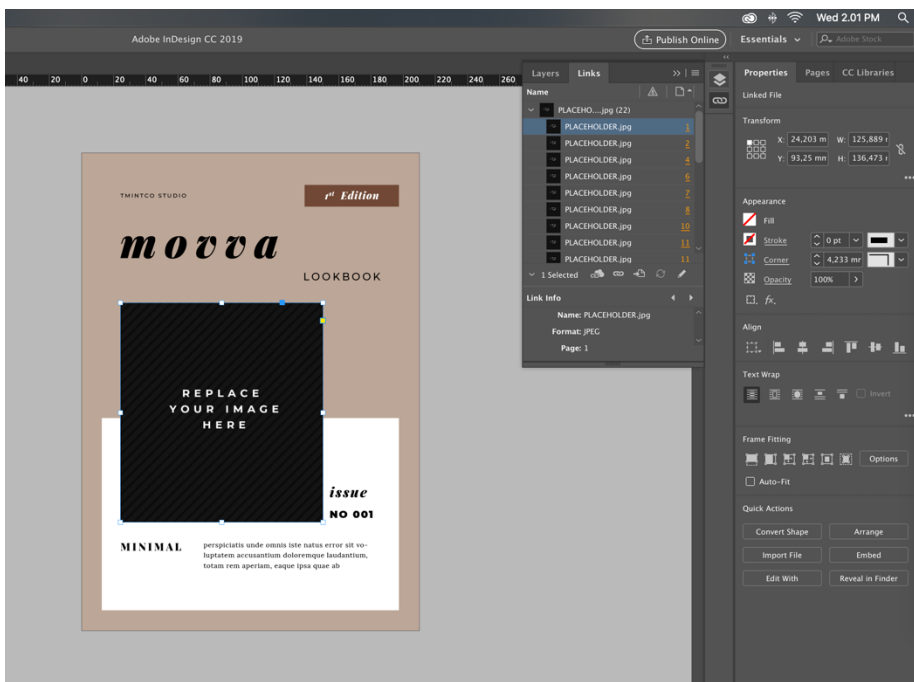 Wed 2.01 PM
Adobe InDesign CC 2019
Publish Online
Essentials
Adobe Stock
40 20 0 20 40 60 80 100 120 140 160 180 200 220 240 260
Layers Links
Properties Pages CC Libraries
Name
Linked File
PLACEHO....jpg (22)
PLACEHOLDER.jpg 1
PLACEHOLDER.jpg 2
PLACEHOLDER.jpg 4
PLACEHOLDER.jpg 6
PLACEHOLDER.jpg 7
PLACEHOLDER.jpg 8
PLACEHOLDER.jpg 10
PLACEHOLDER.jpg 11
PLACEHOLDER.jpg 11
1 Selected
Link Info
Name: PLACEHOLDER.jpg
Format: JPEG
Page: 1
TMINTCO STUDIO
1st Edition
movva
LOOKBOOK
REPLACE
YOUR IMAGE
HERE
issue
NO 001
MINIMAL
perspiciatis unde omnis iste natus error sit vo-
luptatem accusantium doloremque laudantium,
totam rem aperiam, eaque ipsa quae ab
Transform
X: 24,203 m W: 125,889 r
Y: 93,25 mm H: 136,473 r
Appearance
Fill
Stroke 0 pt
Corner 4,233 mr
Opacity 100%
fx.
Align
Text Wrap
Invert
Frame Fitting
Options
Auto-Fit
Quick Actions
Convert Shape Arrange
Import File Embed
Edit With Reveal in Finder